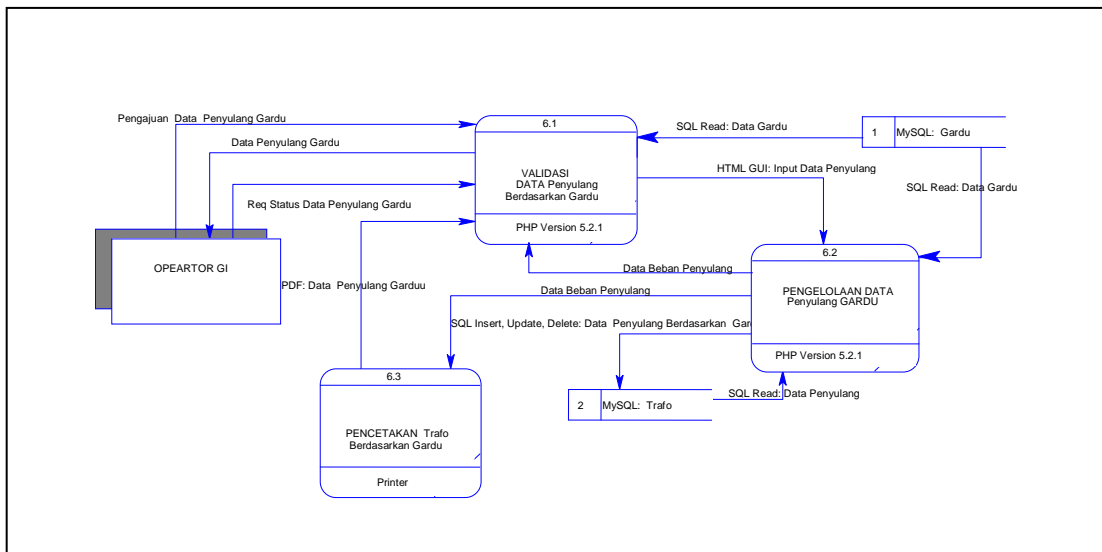 Pengajuan Data Penyulang Gardu
Data Penyulang Gardu
Req Status Data Penyulang Gardu
OPEARTOR GI
PDF: Data Penyulang Garduu
6.1
VALIDASI
DATA Penyulang
Berdasarkan Gardu
PHP Version 5.2.1
SQL Read: Data Gardu
1
MySQL: Gardu
HTML GUI: Input Data Penyulang
SQL Read: Data Gardu
6.2
PENGELOLAAN DATA
Penyulang GARDU
PHP Version 5.2.1
Data Beban Penyulang
Data Beban Penyulang
SQL Insert, Update, Delete: Data Penyulang Berdasarkan Gard
6.3
PENCETAKAN Trafo
Berdasarkan Gardu
Printer
2
MySQL: Trafo
SQL Read: Data Penyulang